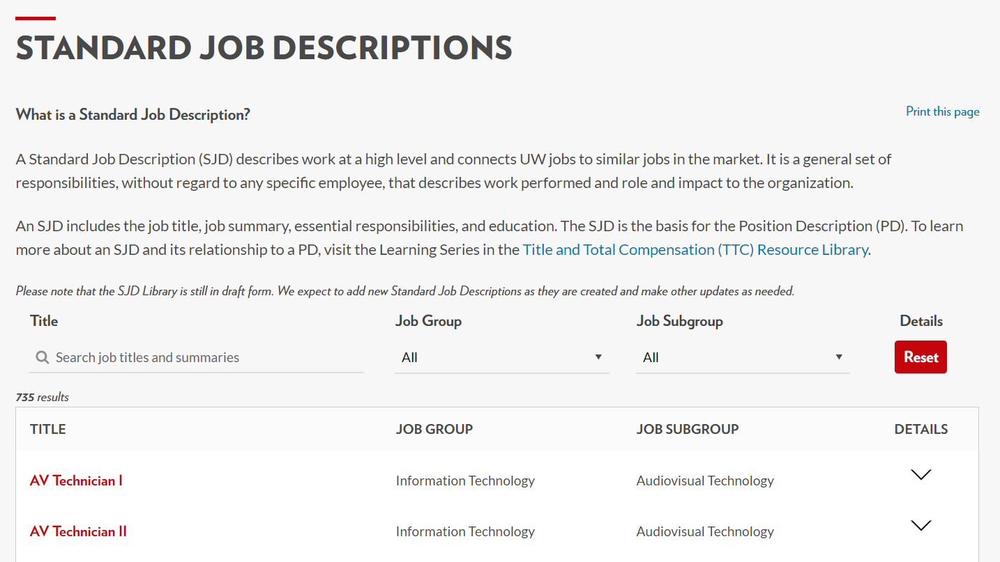 STANDARD JOB DESCRIPTIONS
What is a Standard Job Description?
Print this page
A Standard Job Description (SJD) describes work at a high level and connects UW jobs to similar jobs in the market. It is a general set of
responsibilities, without regard to any specific employee, that describes work performed and role and impact to the organization.
An SJD includes the job title, job summary, essential responsibilities, and education. The SJD is the basis for the Position Description (PD). To learn
more about an SJD and its relationship to a PD, visit the Learning Series in the Title and Total Compensation (TTC) Resource Library.
Please note that the SJD Library is still in draft form. We expect to add new Standard Job Descriptions as they are created and make other updates as needed.
Title Job Group Job Subgroup Details
Search job titles and summaries All All Reset
735 results
TITLE JOB GROUP JOB SUBGROUP DETAILS
AV Technician I Information Technology Audiovisual Technology
AV Technician II Information Technology Audiovisual Technology